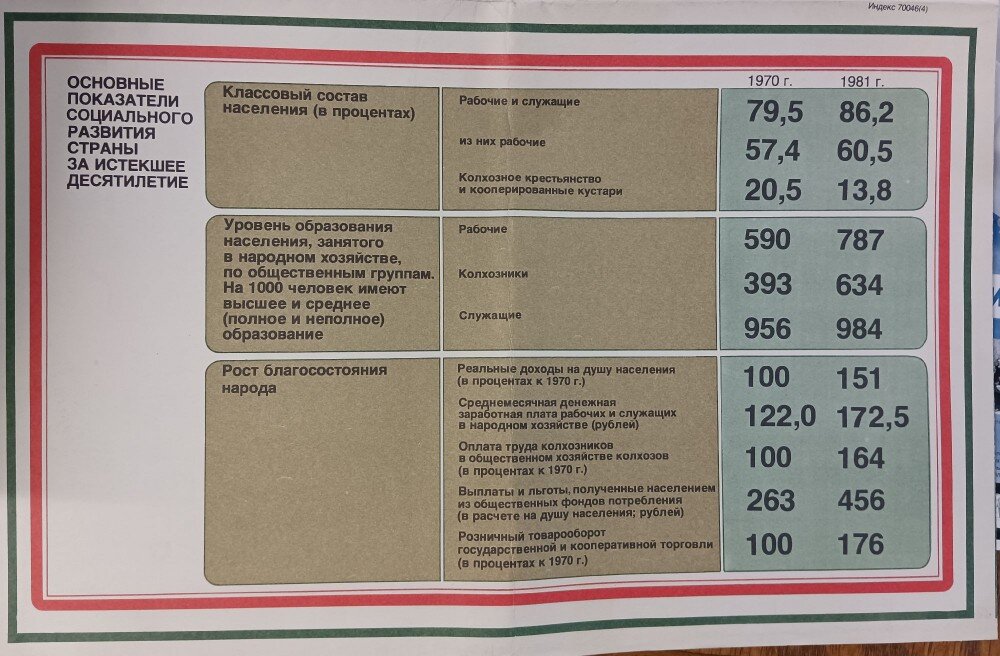 Индекс 70046(4)
ОСНОВНЫЕ
ПОКАЗАТЕЛИ
СОЦИАЛЬНОГО
РАЗВИТИЯ
СТРАНЫ
ЗА ИСТЕКШЕЕ
ДЕСЯТИЛЕТИЕ
1970 г. 1981 г.
Классовый состав
населения (в процентах)
Рабочие и служащие 79,5 86,2
из них рабочие 57,4 60,5
Колхозное крестьянство
и кооперированные кустари 20,5 13,8
Уровень образования
населения, занятого
в народном хозяйстве,
по общественным группам.
На 1000 человек имеют
высшее и среднее
(полное и неполное)
образование
Рабочие 590 787
Колхозники 393 634
Служащие 956 984
Рост благосостояния
народа
Реальные доходы на душу населения
(в процентах к 1970 г.) 100 151
Среднемесячная денежная
заработная плата рабочих и служащих
в народном хозяйстве (рублей) 122,0 172,5
Оплата труда колхозников
в общественном хозяйстве колхозов
(в процентах к 1970 г.) 100 164
Выплаты и льготы, полученные населением
из общественных фондов потребления
(в расчете на душу населения; рублей) 263 456
Розничный товарооборот
государственной и кооперативной торговли
(в процентах к 1970 г.) 100 176